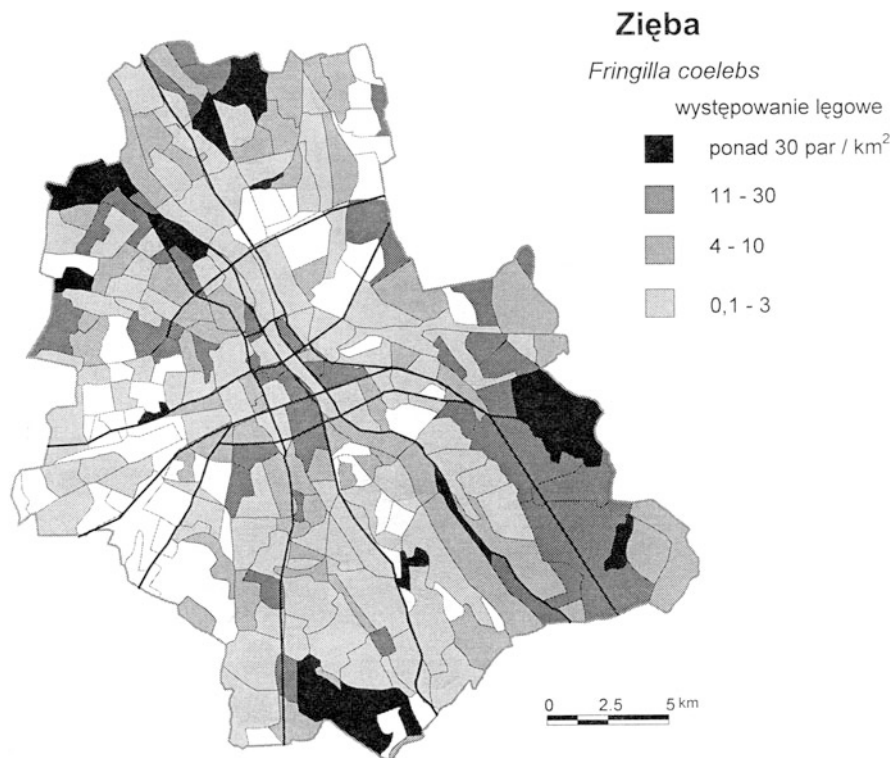 Zięba
Fringilla coelebs
występowanie lęgowe
ponad 30 par / km²
11 - 30
4 - 10
0,1 - 3
0 2.5 5 km